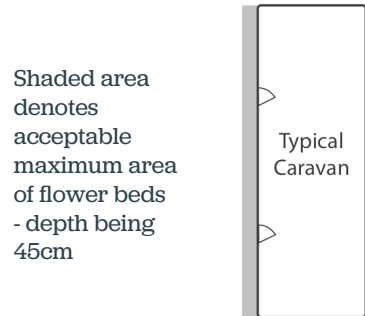 Shaded area
denotes
acceptable
maximum area
of flower beds
- depth being
45cm
Typical
Caravan